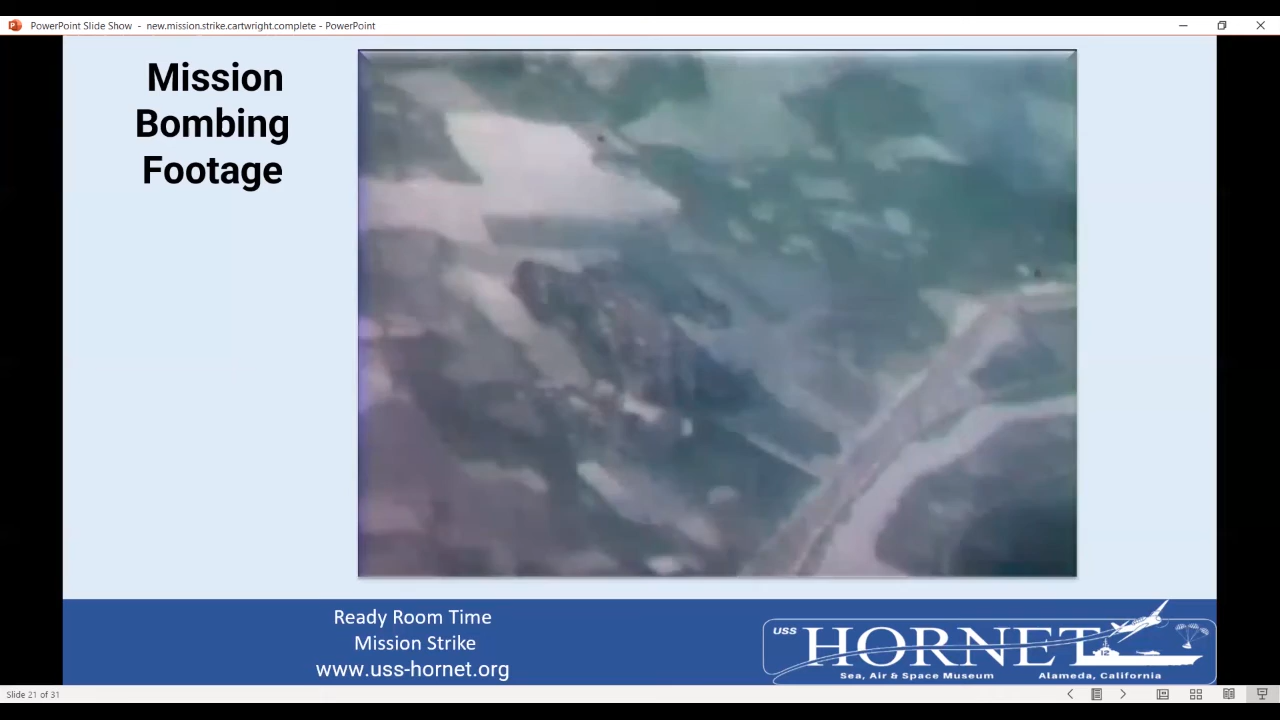 PowerPoint Slide Show - new.mission.strike.cartwright.complete - PowerPoint
Mission
Bombing
Footage
Ready Room Time
Mission Strike
www.uss-hornet.org
USS
HORNET
12
Sea, Air & Space Museum Alameda, California
Slide 21 of 31